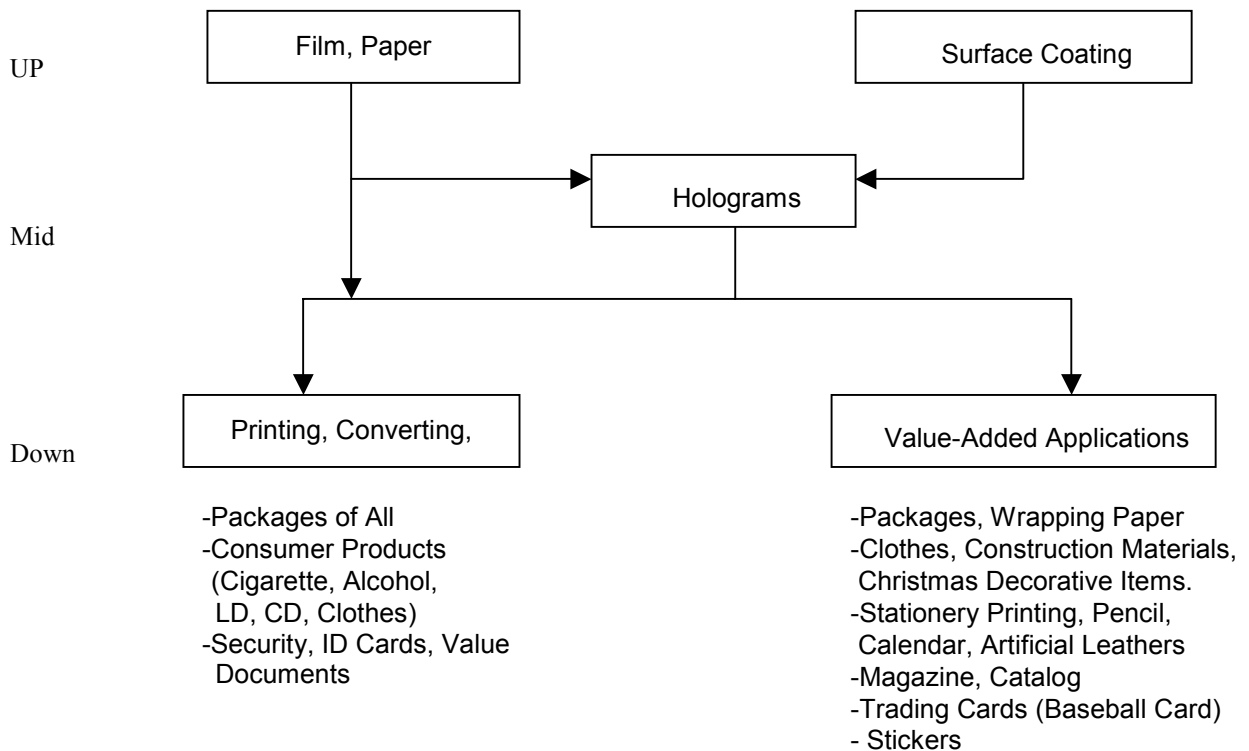 UP
Film, Paper
Surface Coating
Mid
Holograms
Down
Printing, Converting,
-Packages of All
-Consumer Products
(Cigarette, Alcohol,
LD, CD, Clothes)
-Security, ID Cards, Value
Documents
Value-Added Applications
-Packages, Wrapping Paper
-Clothes, Construction Materials,
Christmas Decorative Items.
-Stationery Printing, Pencil,
Calendar, Artificial Leathers
-Magazine, Catalog
-Trading Cards (Baseball Card)
- Stickers